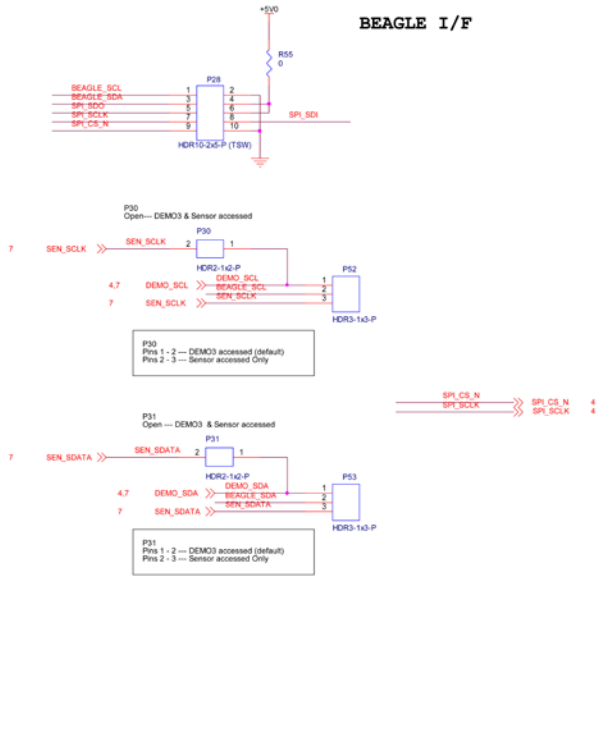 +5V0
BEAGLE I/F
R55
0
P28
BEAGLE_SCL 1 2
BEAGLE_SDA 3 4
SPI_SDO 5 6
SPI_SCLK 7 8 SPI_SDI
SPI_CS_N 9 10
HDR10-2x5-P (TSW)
P30
Open--- DEMO3 & Sensor accessed
P30
7 SEN_SCLK SEN_SCLK 2 1
HDR2-1x2-P
P52
4,7 DEMO_SCL DEMO_SCL 1
BEAGLE_SCL 2
7 SEN_SCLK SEN_SCLK 3
HDR3-1x3-P
P30
Pins 1 - 2 --- DEMO3 accessed (default)
Pins 2 - 3 --- Sensor accessed Only
SPI_CS_N SPI_CS_N 4
SPI_SCLK SPI_SCLK 4
P31
Open --- DEMO3 & Sensor accessed
P31
7 SEN_SDATA SEN_SDATA 2 1
HDR2-1x2-P
P53
4,7 DEMO_SDA DEMO_SDA 1
BEAGLE_SDA 2
7 SEN_SDATA SEN_SDATA 3
HDR3-1x3-P
P31
Pins 1 - 2 --- DEMO3 accessed (default)
Pins 2 - 3 --- Sensor accessed Only